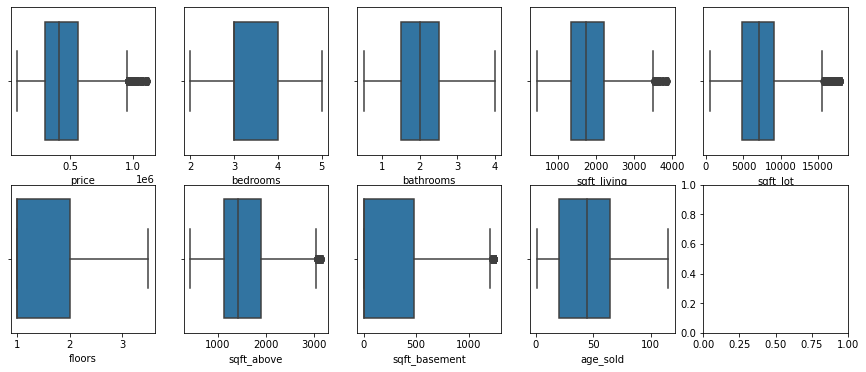 0.5 1.0
price 1e6
2 3 4 5
bedrooms
1 2 3 4
bathrooms
1000 2000 3000 4000
sqft_living
0 5000 10000 15000
sqft_lot
1 2 3
floors
1000 2000 3000
sqft_above
0 500 1000
sqft_basement
0 50 100
age_sold
1.0
0.8
0.6
0.4
0.2
0.0
0.00 0.25 0.50 0.75 1.00